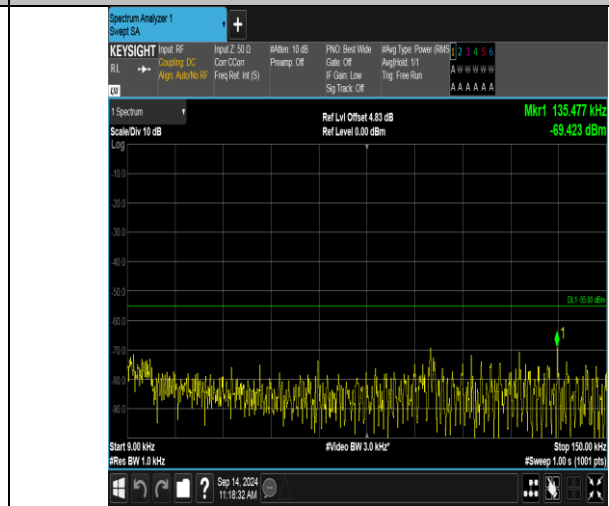 Spectrum Analyzer 1
Swept SA
+
KEYSIGHT Input: RF Input Z: 50 Ω #Atten: 10 dB PNO: Best Wide #Avg Type: Power (RMS 1 2 3 4 5 6
RL Coupling: DC Corr CCorr Preamp: Off Gate: Off Avg|Hold: 1/1 A W W W W W
Align: Auto/No RF Freq Ref: Int (S) IF Gain: Low Trig: Free Run
LXI Sig Track: Off A A A A A A
1 Spectrum Ref Lvl Offset 4.83 dB Mkr1 135.477 kHz
Scale/Div 10 dB Ref Level 0.00 dBm -69.423 dBm
Log
-10.0
-20.0
-30.0
-40.0
-50.0
DL1 -55.00 dBm
-60.0
1
-70.0
-80.0
-90.0
Start 9.00 kHz #Video BW 3.0 kHz* Stop 150.00 kHz
#Res BW 1.0 kHz #Sweep 1.00 s (1001 pts)
? Sep 14, 2024
11:18:32 AM